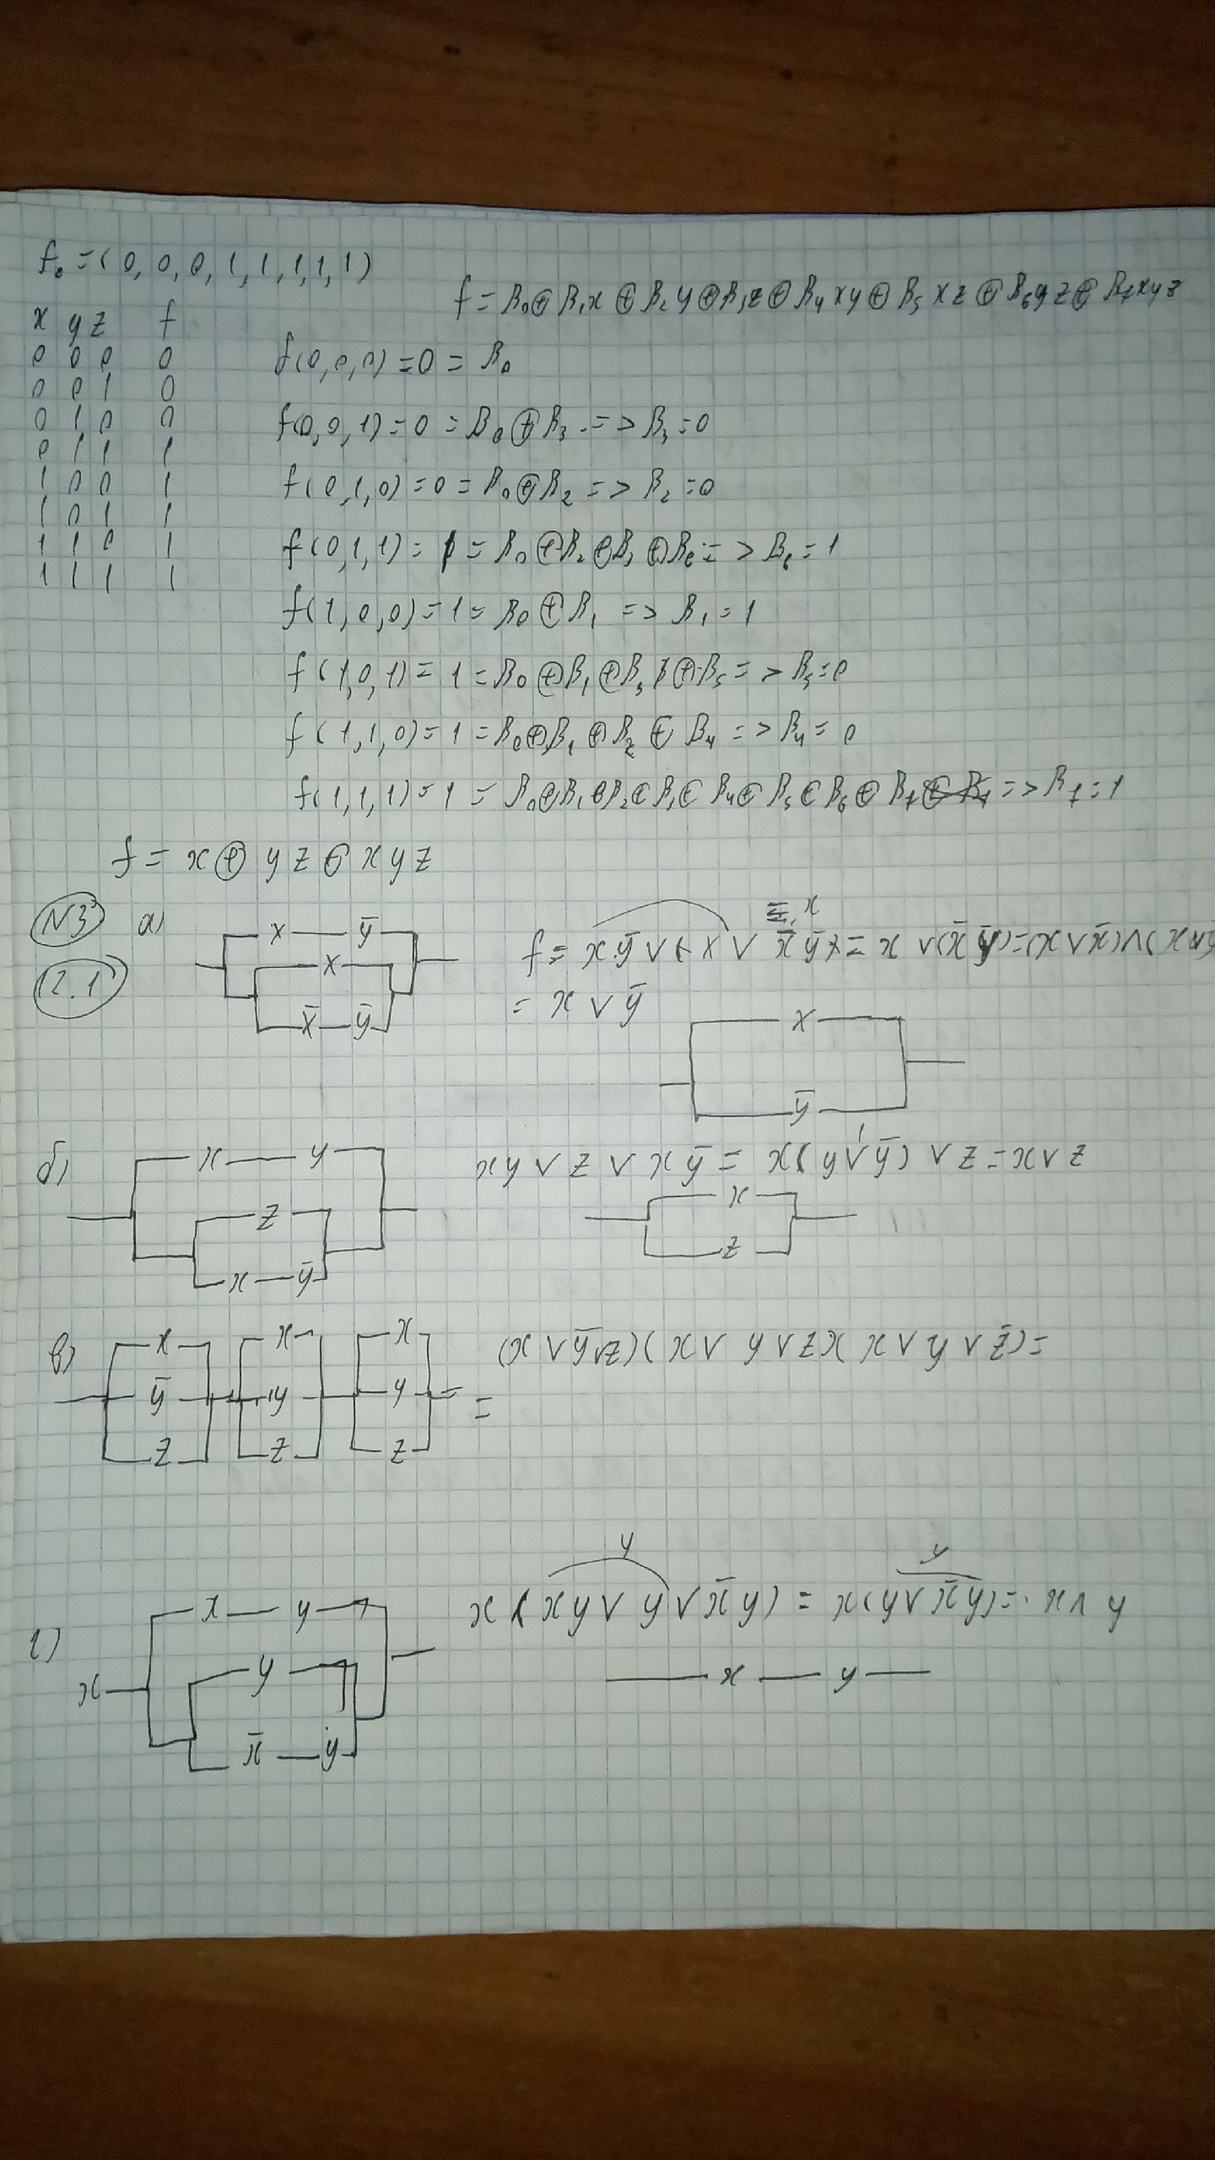 f₀ = (0, 0, 0, 1, 1, 1, 1, 1)
f = β₀ ⊕ β₁x ⊕ β₂y ⊕ β₃z ⊕ β₄xy ⊕ β₅xz ⊕ β₆yz ⊕ β₇xyz
x y z f
0 0 0 0
f(0,0,0) = 0 = β₀
0 0 1 0
0 1 0 0
f(0,0,1) = 0 = β₀ ⊕ β₃ => β₃ = 0
0 1 1 1
1 0 0 1
f(0,1,0) = 0 = β₀ ⊕ β₂ => β₂ = 0
1 0 1 1
1 1 0 1
f(0,1,1) = 1 = β₀ ⊕ β₂ ⊕ β₃ ⊕ β₆ => β₆ = 1
1 1 1 1
f(1,0,0) = 1 = β₀ ⊕ β₁ => β₁ = 1
f(1,0,1) = 1 = β₀ ⊕ β₁ ⊕ β₃ ⊕ β₅ => β₅ = 0
f(1,1,0) = 1 = β₀ ⊕ β₁ ⊕ β₂ ⊕ β₄ => β₄ = 0
f(1,1,1) = 1 = β₀ ⊕ β₁ ⊕ β₂ ⊕ β₃ ⊕ β₄ ⊕ β₅ ⊕ β₆ ⊕ β₇ => β₇ = 1
f = x ⊕ yz ⊕ xyz
N3
12.1
а)
x ȳ
x
x̄ ȳ
x
f = xȳ ∨ x ∨ x̄ȳ = x ∨ (x̄ȳ) = (x ∨ x̄) ∧ (x ∨ ȳ
= x ∨ ȳ
x
ȳ
б)
x y
z
x ȳ
1
xy ∨ z ∨ xȳ = x(y ∨ ȳ) ∨ z = x ∨ z
x
z
в)
x x x
ȳ y y
z z z
(x ∨ ȳ ∨ z)(x ∨ y ∨ z)(x ∨ y ∨ z̄) =
=
г)
x
x y
y
x̄ y
y y
x(xy ∨ y ∨ x̄y) = x(y ∨ x̄y) = x ∧ y
x y